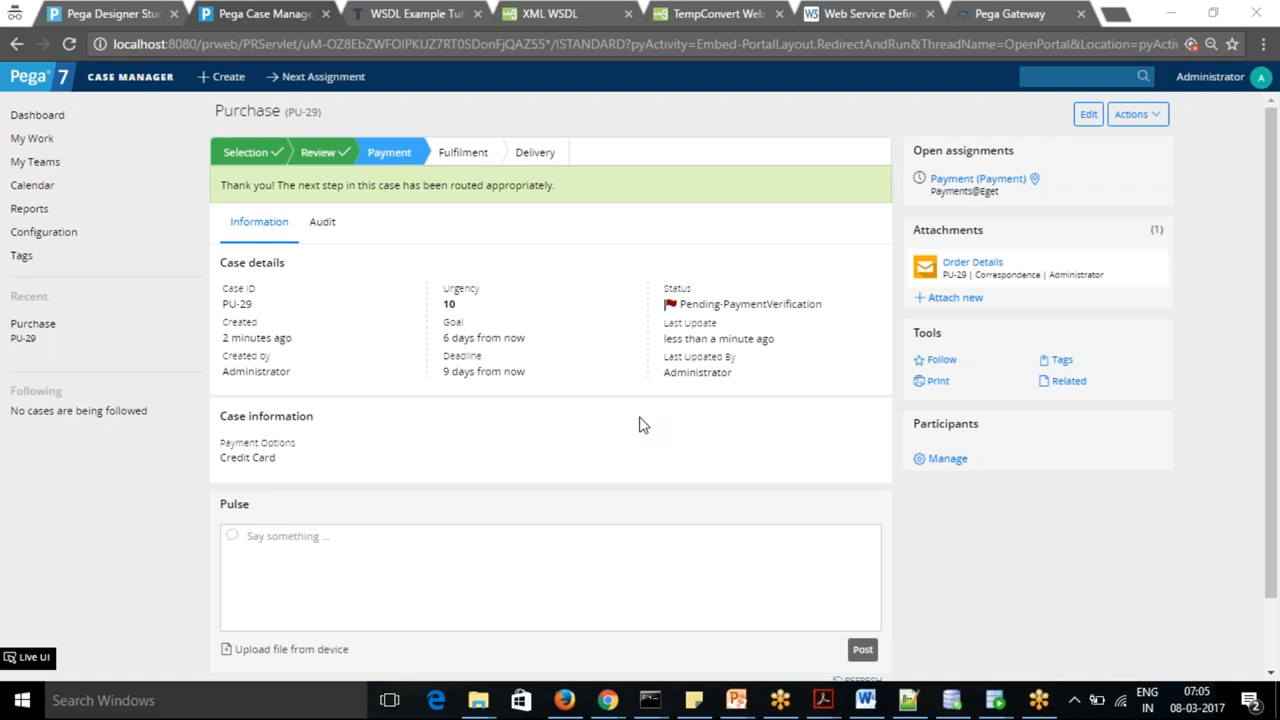 Pega Designer Stu
Pega Case Manage
WSDL Example Tut
XML WSDL
TempConvert Web
Web Service Defin
Pega Gateway
localhost:8080/prweb/PRServlet/uM-OZ8EbZWFOIPKUZ7RT0SDonFjQAZS5*/!STANDARD?pyActivity=Embed-PortalLayout.RedirectAndRun&ThreadName=OpenPortal&Location=pyActiv
Pega 7 CASE MANAGER + Create Next Assignment Administrator A
Purchase (PU-29)
Edit Actions
Dashboard
My Work
My Teams
Calendar
Reports
Configuration
Tags
Recent
Purchase
PU-29
Following
No cases are being followed
Selection Review Payment Fulfilment Delivery
Thank you! The next step in this case has been routed appropriately.
Information Audit
Case details
Case ID
PU-29
Created
2 minutes ago
Created by
Administrator
Urgency
10
Goal
6 days from now
Deadline
9 days from now
Status
Pending-PaymentVerification
Last Update
less than a minute ago
Last Updated By
Administrator
Case information
Payment Options
Credit Card
Pulse
Say something ...
Upload file from device
Post
REFRESH
Open assignments
Payment (Payment)
Payments@Eget
Attachments (1)
Order Details
PU-29 | Correspondence | Administrator
+ Attach new
Tools
Follow Tags
Print Related
Participants
Manage
Live UI
Search Windows
ENG
IN
07:05
08-03-2017
2